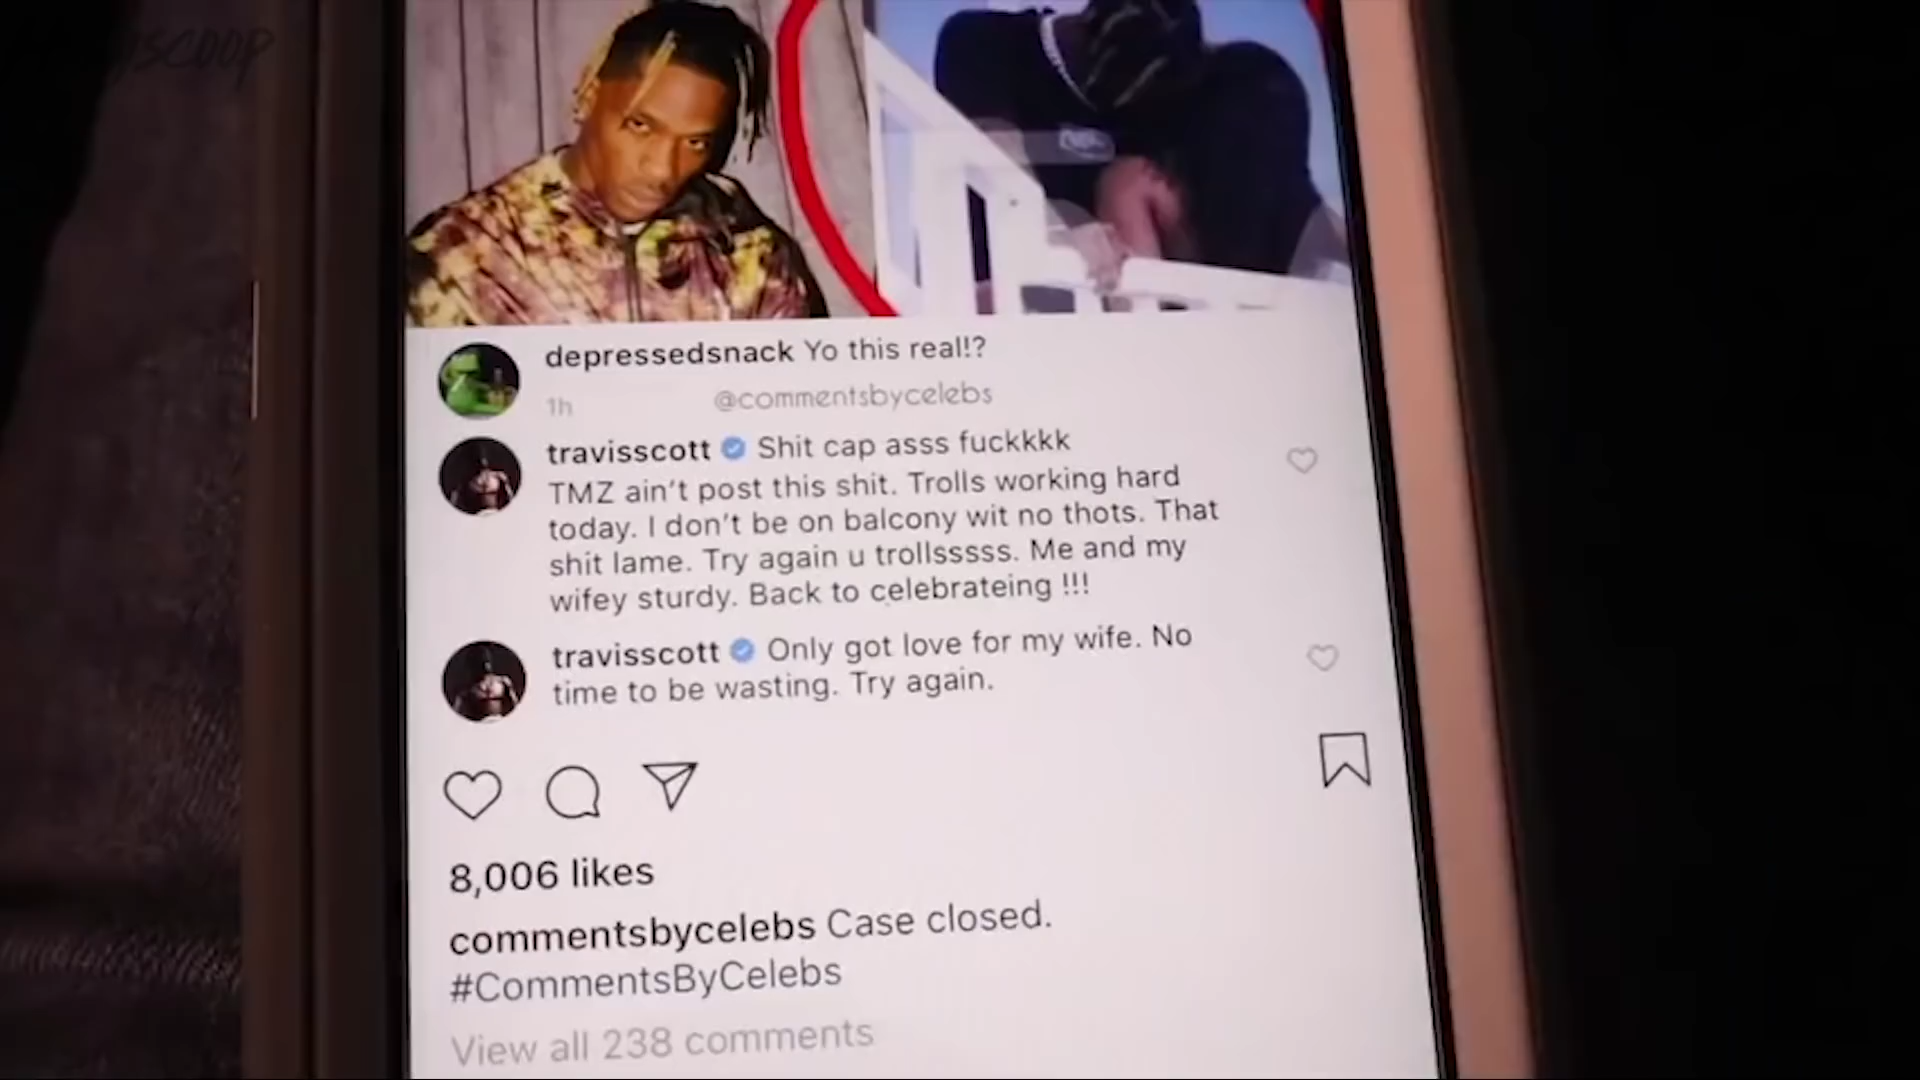 SCOOP
depressedsnack Yo this real!?
1h @commentsbycelebs
travisscott Shit cap asss fuckkkk
TMZ ain't post this shit. Trolls working hard
today. I don't be on balcony wit no thots. That
shit lame. Try again u trollsssss. Me and my
wifey sturdy. Back to celebrateing !!!
travisscott Only got love for my wife. No
time to be wasting. Try again.
8,006 likes
commentsbycelebs Case closed.
#CommentsByCelebs
View all 238 comments